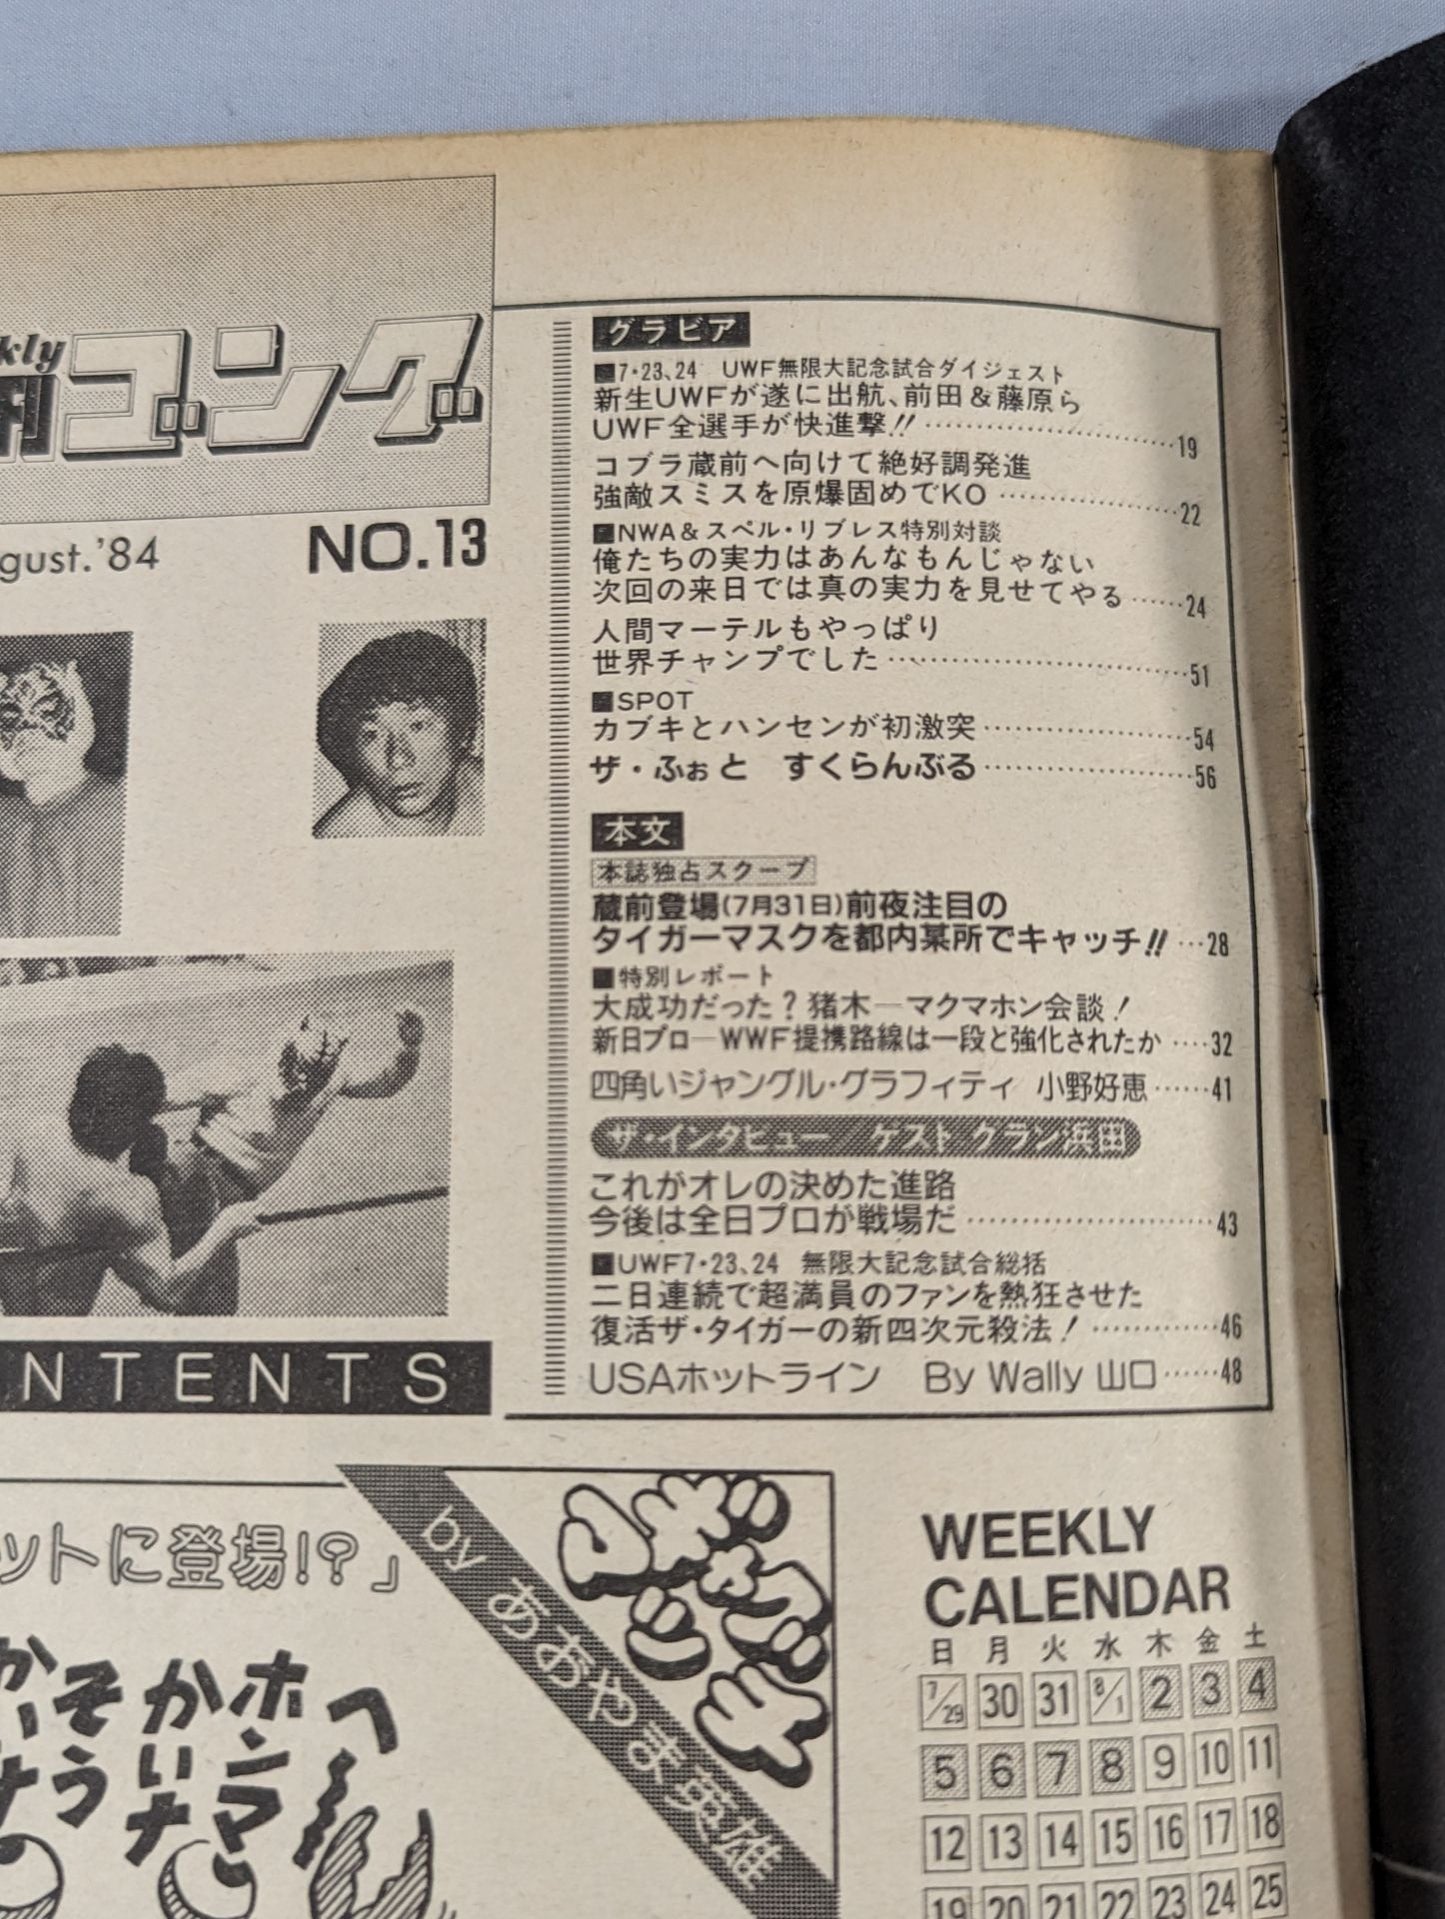 kly
刊ゴング
gust.'84
NO.13
グラビア
■7・23、24 UWF無限大記念試合ダイジェスト
新生UWFが遂に出航、前田&藤原ら
UWF全選手が快進撃!!……19
コブラ蔵前へ向けて絶好調発進
強敵スミスを原爆固めでKO……22
■NWA&スペル・リブレス特別対談
俺たちの実力はあんなもんじゃない
次回の来日では真の実力を見せてやる……24
人間マーテルもやっぱり
世界チャンプでした……51
■SPOT
カブキとハンセンが初激突……54
ザ・ふぉと すくらんぶる……56
本文
本誌独占スクープ
蔵前登場(7月31日)前夜注目の
タイガーマスクを都内某所でキャッチ!!…28
■特別レポート
大成功だった?猪木―マクマホン会談!
新日プロ―WWF提携路線は一段と強化されたか…32
四角いジャングル・グラフィティ 小野好恵……41
ザ・インタビュー/ゲスト グラン浜田
これがオレの決めた進路
今後は全日プロが戦場だ……43
■UWF7・23、24 無限大記念試合総括
二日連続で超満員のファンを熱狂させた
復活ザ・タイガーの新四次元殺法!……46
USAホットライン By Wally 山口……48
NTENTS
ットに登場!?」
by あおやま英雄
へ
ホンマ
かいナ
そう
WEEKLY
CALENDAR
日 月 火 水 木 金 土
7/29 30 31 8/1 2 3 4
5 6 7 8 9 10 11
12 13 14 15 16 17 18
19 20 21 22 23 24 25